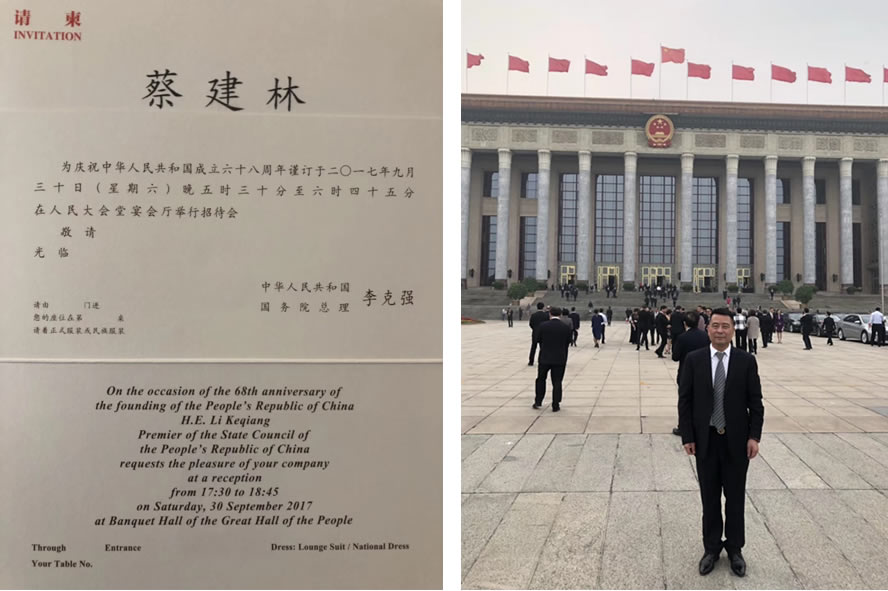 请柬
INVITATION
蔡建林
为庆祝中华人民共和国成立六十八周年谨订于二〇一七年九月
三十日（星期六）晚五时三十分至六时四十五分
在人民大会堂宴会厅举行招待会
敬请
光临
中华人民共和国
国务院总理 李克强
请由 门进
您的座位在第 桌
请着正式服装或民族服装
On the occasion of the 68th anniversary of
the founding of the People's Republic of China
H.E. Li Keqiang
Premier of the State Council of
the People's Republic of China
requests the pleasure of your company
at a reception
from 17:30 to 18:45
on Saturday, 30 September 2017
at Banquet Hall of the Great Hall of the People
Through Entrance
Dress: Lounge Suit / National Dress
Your Table No.